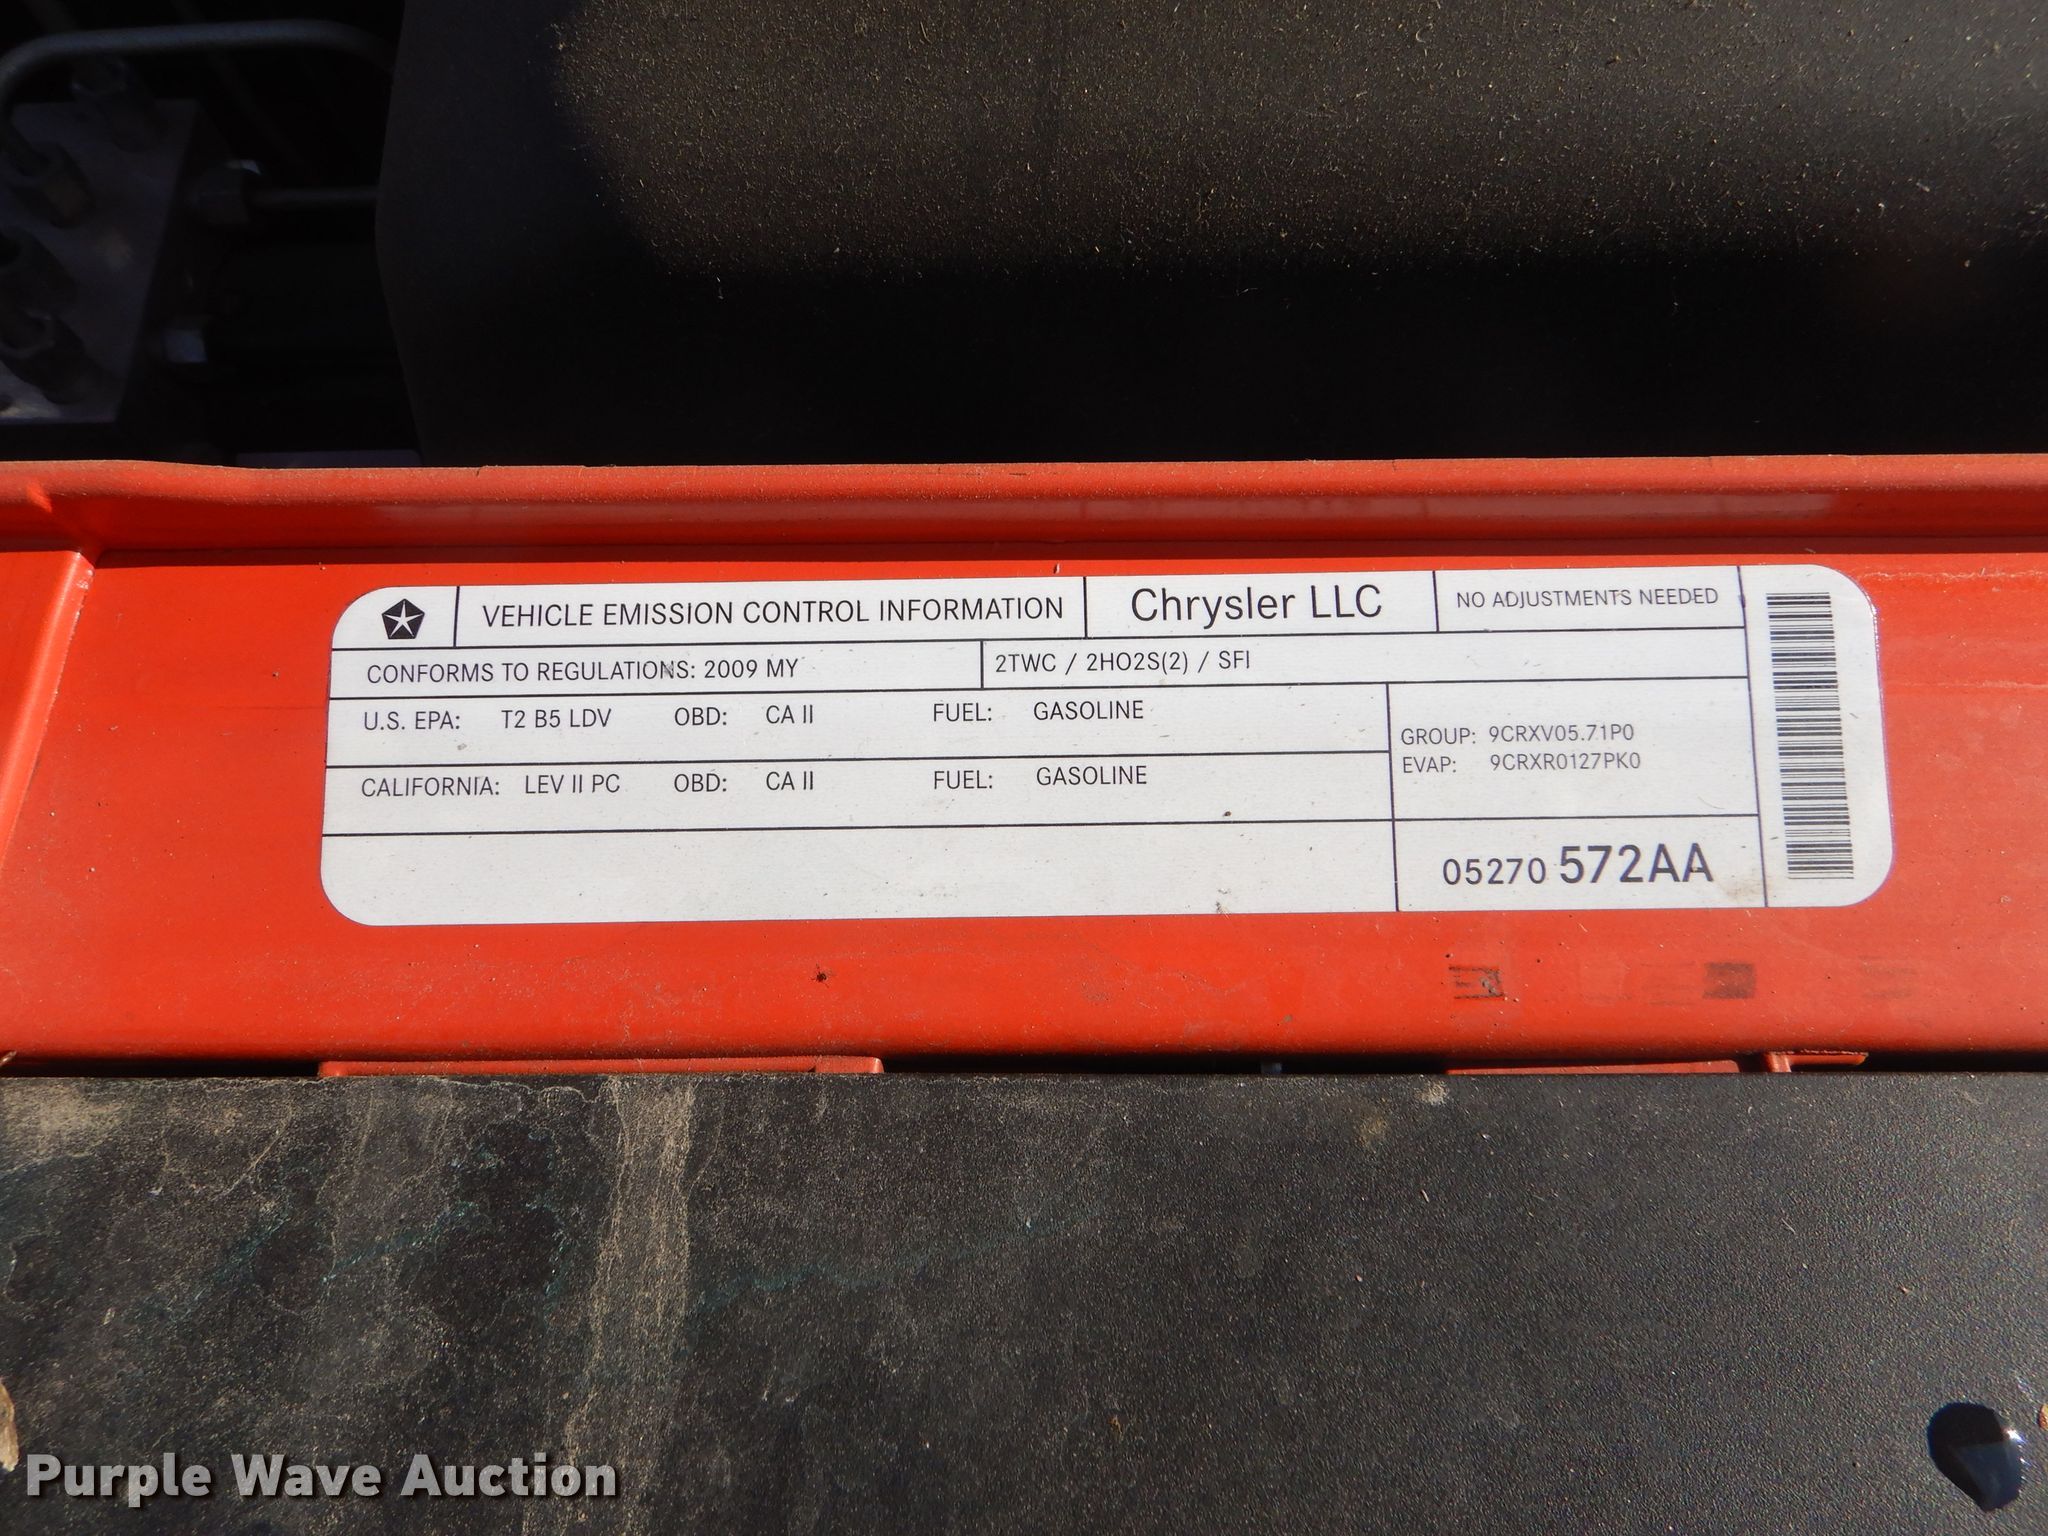 VEHICLE EMISSION CONTROL INFORMATION
Chrysler LLC
NO ADJUSTMENTS NEEDED
CONFORMS TO REGULATIONS: 2009 MY
2TWC / 2HO2S(2) / SFI
U.S. EPA: T2 B5 LDV OBD: CA II FUEL: GASOLINE
CALIFORNIA: LEV II PC OBD: CA II FUEL: GASOLINE
GROUP: 9CRXV05.71P0
EVAP: 9CRXR0127PK0
05270 572AA
Purple Wave Auction